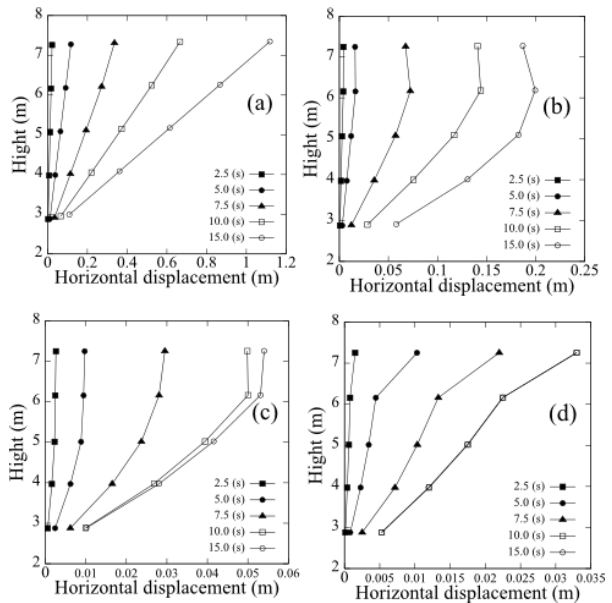 8
7
6
5
4
3
2
Hight (m)
(a)
2.5 (s)
5.0 (s)
7.5 (s)
10.0 (s)
15.0 (s)
0 0.2 0.4 0.6 0.8 1 1.2
Horizontal displacement (m)
8
7
6
5
4
3
2
Hight (m)
(b)
2.5 (s)
5.0 (s)
7.5 (s)
10.0 (s)
15.0 (s)
0 0.05 0.1 0.15 0.2 0.25
Horizontal displacement (m)
8
7
6
5
4
3
2
Hight (m)
(c)
2.5 (s)
5.0 (s)
7.5 (s)
10.0 (s)
15.0 (s)
0 0.01 0.02 0.03 0.04 0.05 0.06
Horizontal displacement (m)
8
7
6
5
4
3
2
Hight (m)
(d)
2.5 (s)
5.0 (s)
7.5 (s)
10.0 (s)
15.0 (s)
0 0.005 0.01 0.015 0.02 0.025 0.03 0.035
Horizontal displacement (m)